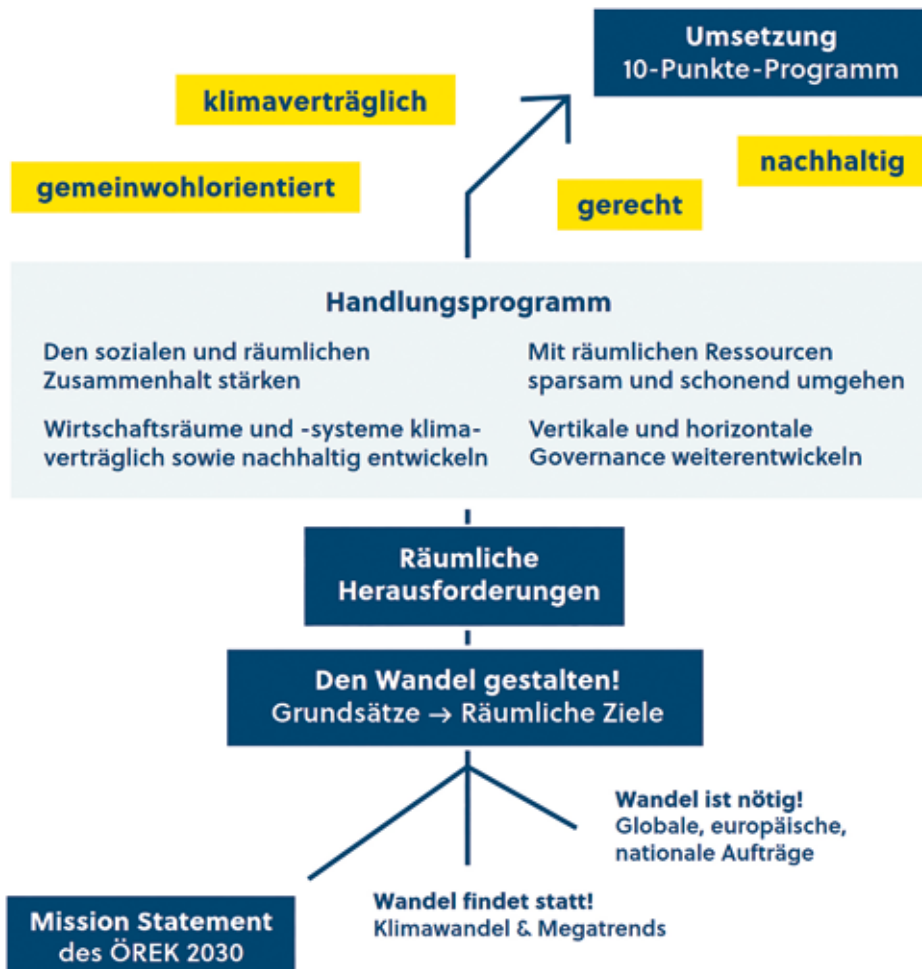 Umsetzung
10-Punkte-Programm
klimaverträglich
nachhaltig
gemeinwohlorientiert
gerecht
Handlungsprogramm
Den sozialen und räumlichen
Zusammenhalt stärken
Mit räumlichen Ressourcen
sparsam und schonend umgehen
Wirtschaftsräume und -systeme klima-
verträglich sowie nachhaltig entwickeln
Vertikale und horizontale
Governance weiterentwickeln
Räumliche
Herausforderungen
Den Wandel gestalten!
Grundsätze → Räumliche Ziele
Wandel ist nötig!
Globale, europäische,
nationale Aufträge
Wandel findet statt!
Klimawandel & Megatrends
Mission Statement
des ÖREK 2030